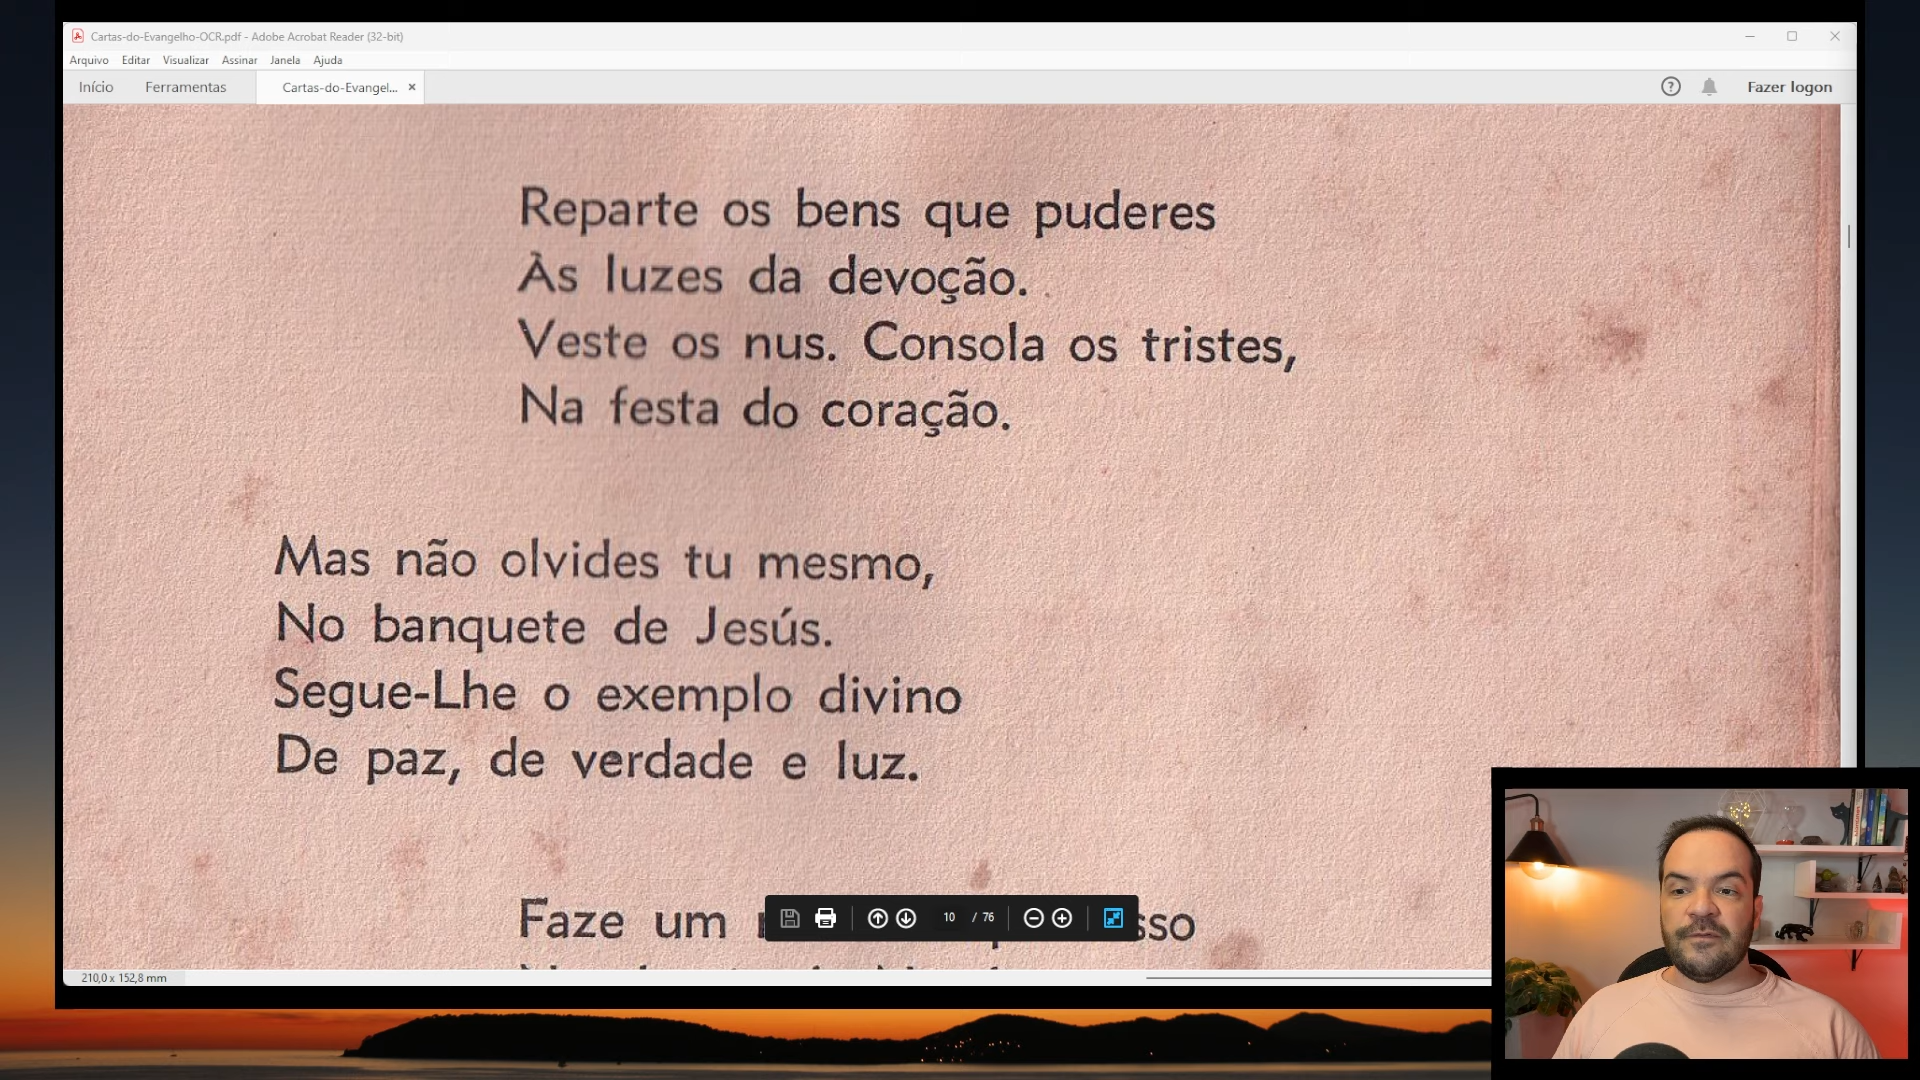 Cartas-do-Evangelho-OCR.pdf - Adobe Acrobat Reader (32-bit)
Arquivo Editar Visualizar Assinar Janela Ajuda
Início Ferramentas Cartas-do-Evangel... × Fazer logon
Reparte os bens que puderes
Às luzes da devoção.
Veste os nus. Consola os tristes,
Na festa do coração.
Mas não olvides tu mesmo,
No banquete de Jesús.
Segue-Lhe o exemplo divino
De paz, de verdade e luz.
Faze um
10 / 76
210,0 x 152,8 mm